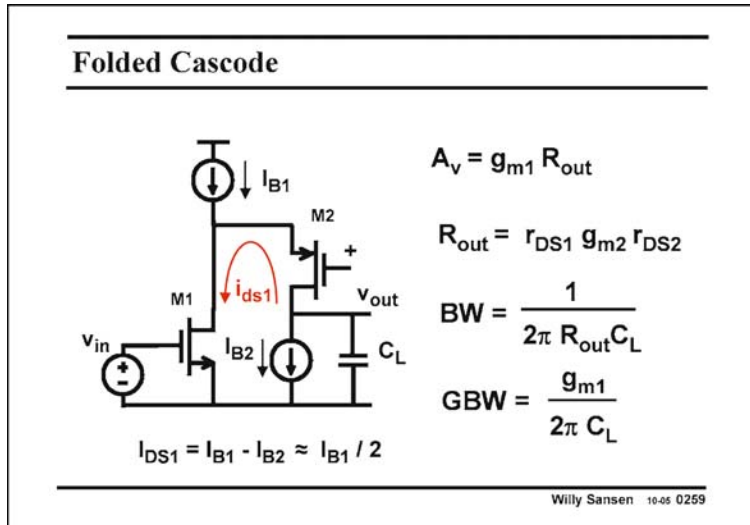 Folded Cascode
I_B1
M2
+
i_ds1
v_out
M1
v_in
+
-
I_B2
C_L
I_DS1 = I_B1 - I_B2 ≈ I_B1 / 2
A_v = g_m1 R_out
R_out = r_DS1 g_m2 r_DS2
BW = 1 / 2π R_out C_L
GBW = g_m1 / 2π C_L
Willy Sansen 10-05 0259